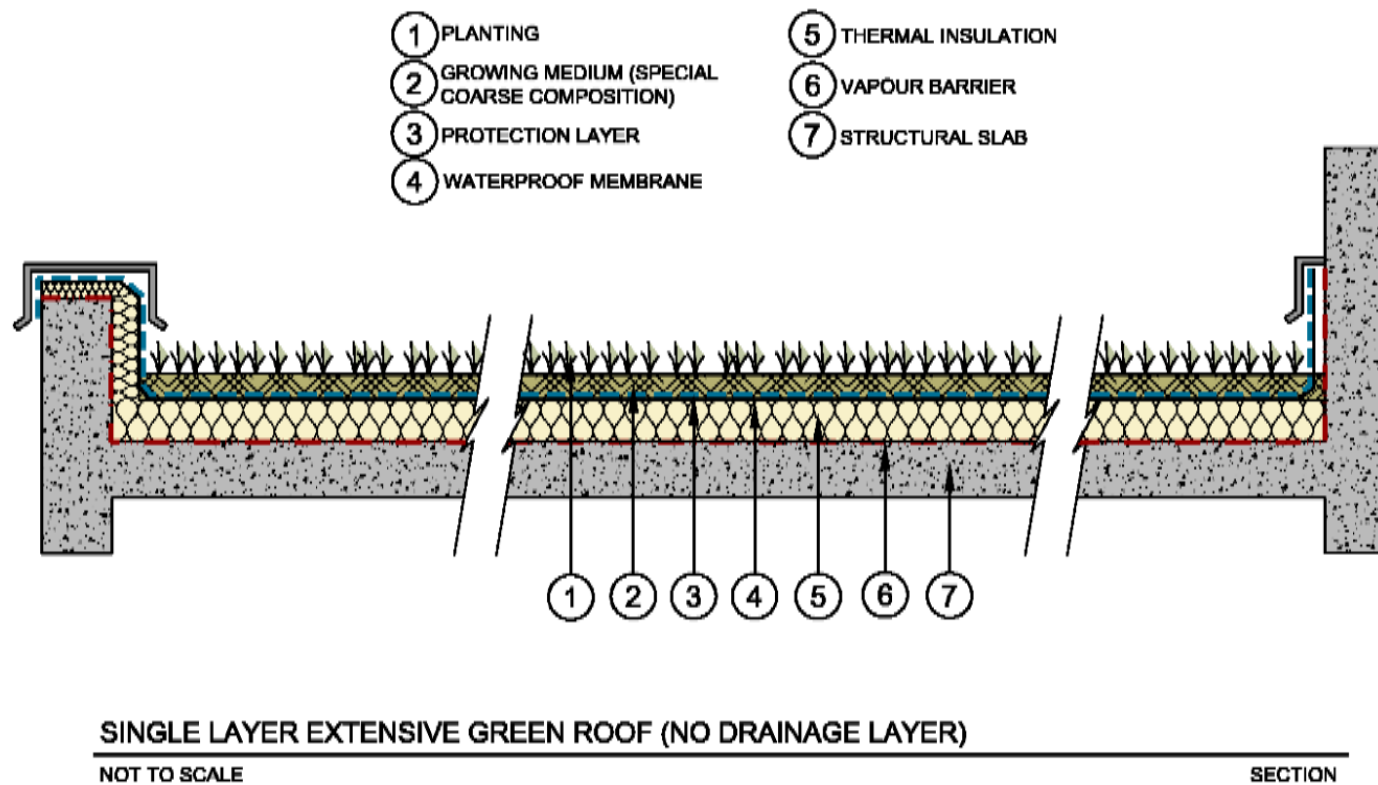 1 PLANTING
2 GROWING MEDIUM (SPECIAL
COARSE COMPOSITION)
3 PROTECTION LAYER
4 WATERPROOF MEMBRANE
5 THERMAL INSULATION
6 VAPOUR BARRIER
7 STRUCTURAL SLAB
1 2 3 4 5 6 7
SINGLE LAYER EXTENSIVE GREEN ROOF (NO DRAINAGE LAYER)
NOT TO SCALE SECTION